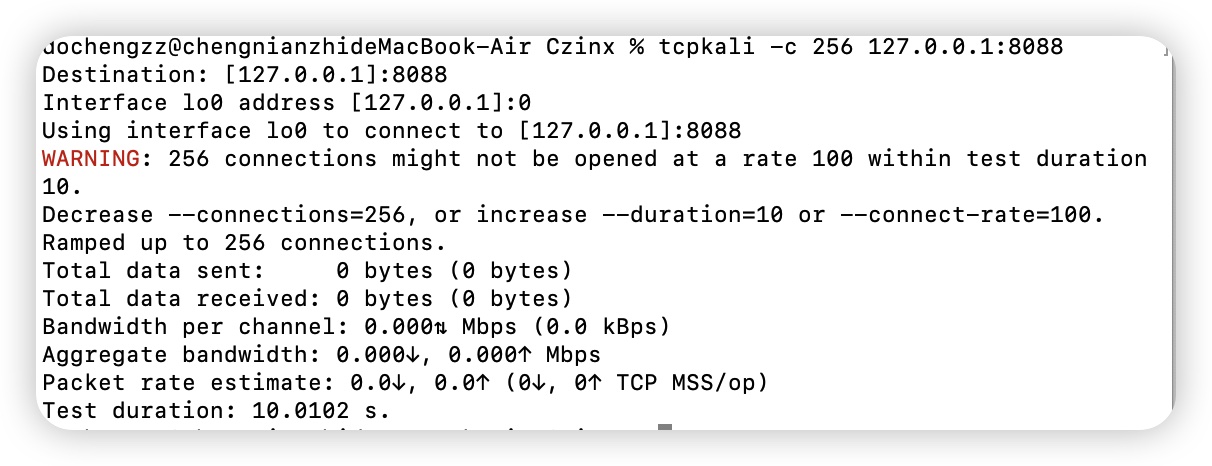 dochengzz@chengnianzhideMacBook-Air Czinx % tcpkali -c 256 127.0.0.1:8088
Destination: [127.0.0.1]:8088
Interface lo0 address [127.0.0.1]:0
Using interface lo0 to connect to [127.0.0.1]:8088
WARNING: 256 connections might not be opened at a rate 100 within test duration
10.
Decrease --connections=256, or increase --duration=10 or --connect-rate=100.
Ramped up to 256 connections.
Total data sent:     0 bytes (0 bytes)
Total data received: 0 bytes (0 bytes)
Bandwidth per channel: 0.000⇅ Mbps (0.0 kBps)
Aggregate bandwidth: 0.000↓, 0.000↑ Mbps
Packet rate estimate: 0.0↓, 0.0↑ (0↓, 0↑ TCP MSS/op)
Test duration: 10.0102 s.